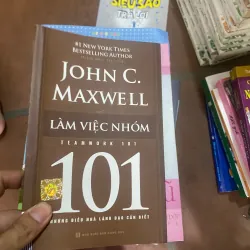 SIÊU SAO
#1 NEW YORK TIMES
BESTSELLING AUTHOR
JOHN C.
MAXWELL
LÀM VIỆC NHÓM
TEAMWORK 101
101
NHỮNG ĐIỀU NHÀ LÃNH ĐẠO CẦN BIẾT